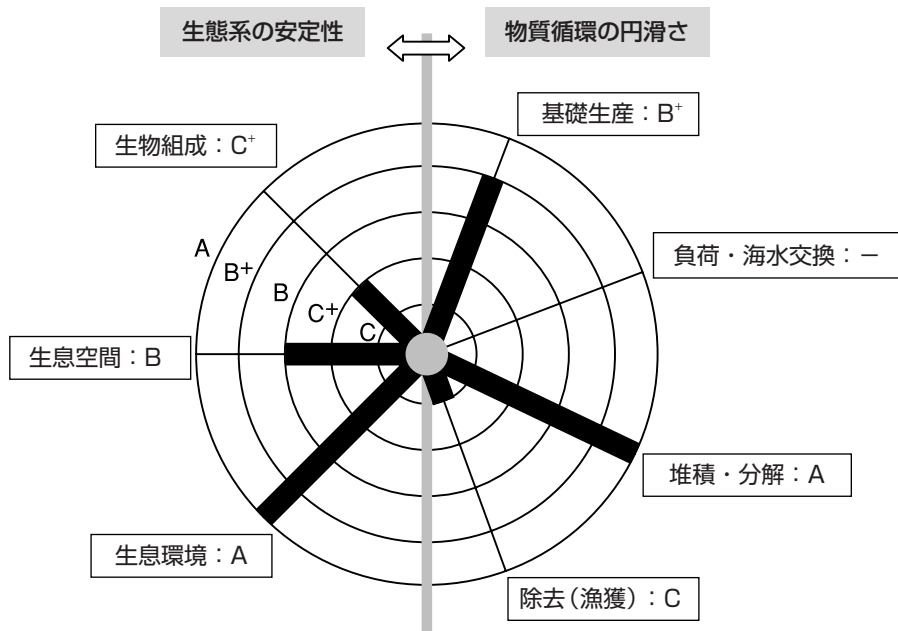 生態系の安定性
物質循環の円滑さ
基礎生産：B⁺
生物組成：C⁺
負荷・海水交換：－
A
B+
B
C+
C
生息空間：B
堆積・分解：A
生息環境：A
除去（漁獲）：C